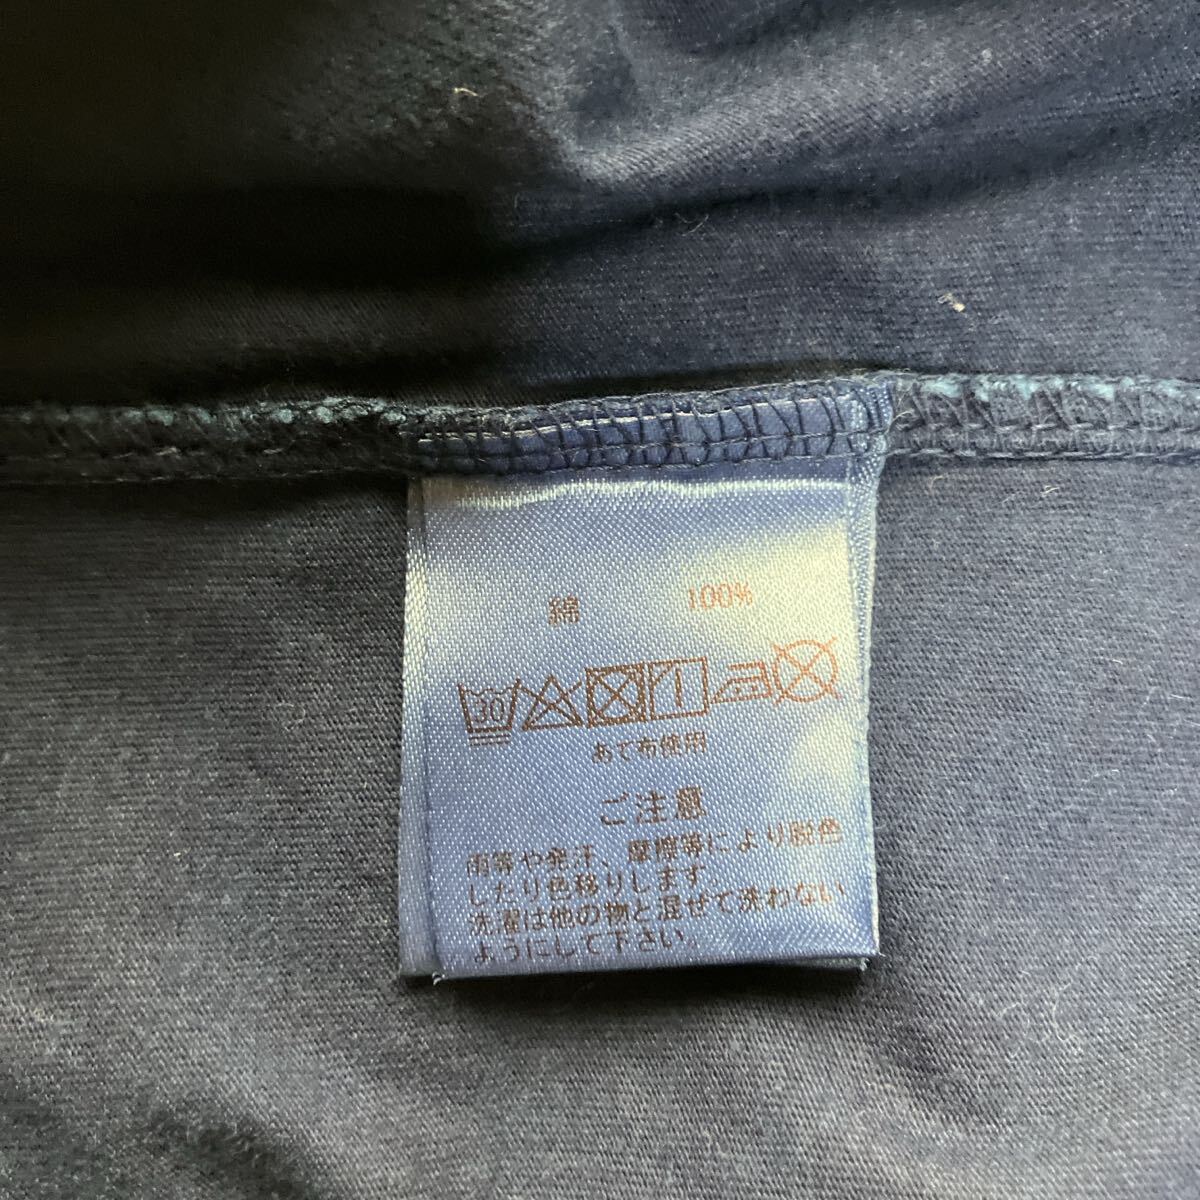 綿 100%
30
あて布使用
ご注意
雨等や発汗、摩擦等により脱色
したり色移りします。
洗濯は他の物と混ぜて洗わない
ようにして下さい。